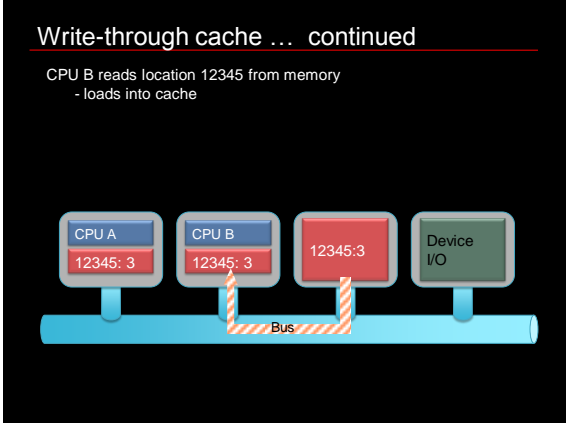 Write-through cache … continued
CPU B reads location 12345 from memory
- loads into cache
CPU A
12345: 3
CPU B
12345: 3
12345:3
Device
I/O
Bus